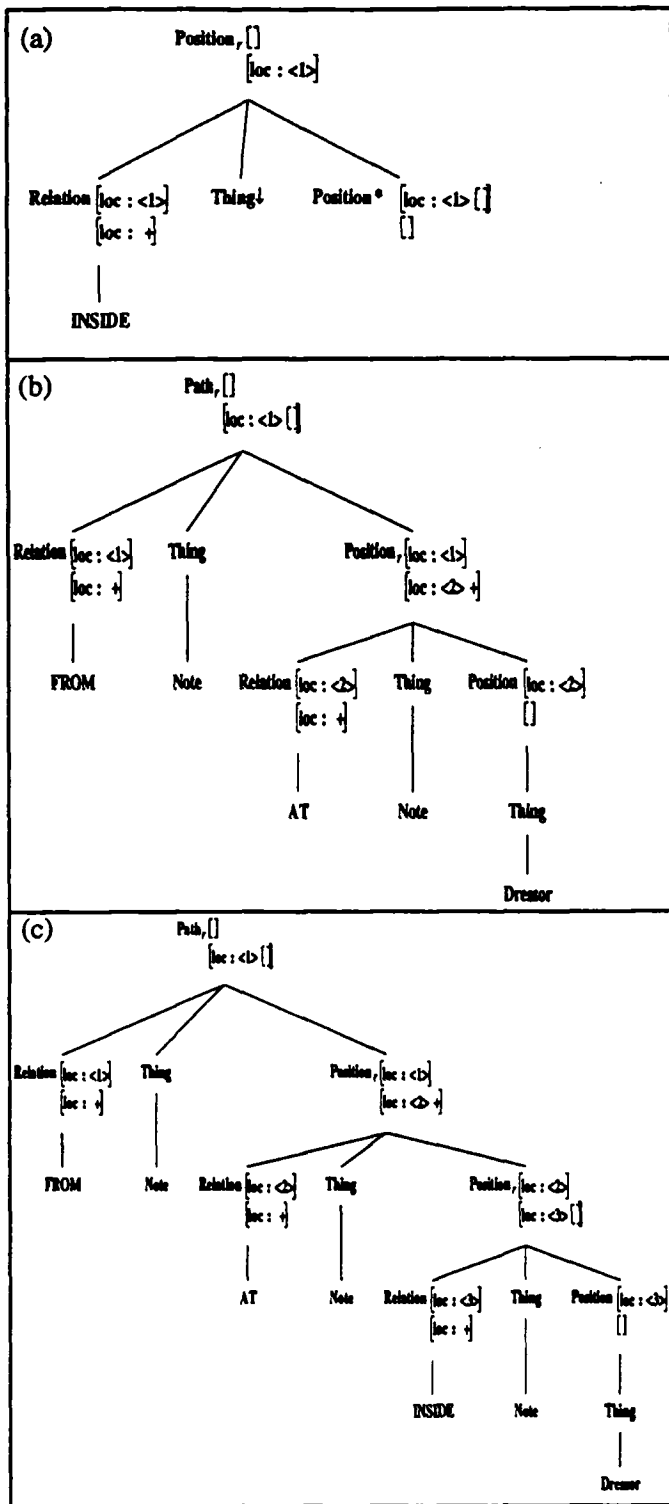 (a)
Position, []
[loc : <1>]
Relation [loc : <1>] Thing↓ Position * [loc : <1> []]
[loc : +] []
INSIDE
(b)
Path, []
[loc : <1> []]
Relation [loc : <1>] Thing Position, [loc : <1>]
[loc : +] [loc : <2> +]
FROM Note Relation [loc : <2>] Thing Position [loc : <2>]
[loc : +] []
AT Note Thing
Dresser
(c)
Path, []
[loc : <1> []]
Relation [loc : <1>] Thing Position, [loc : <1>]
[loc : +] [loc : <2> +]
FROM Note Relation [loc : <2>] Thing Position, [loc : <2>]
[loc : +] [loc : <3> []]
AT Note Relation [loc : <3>] Thing Position [loc : <3>]
[loc : +] []
INSIDE Note Thing
Dresser